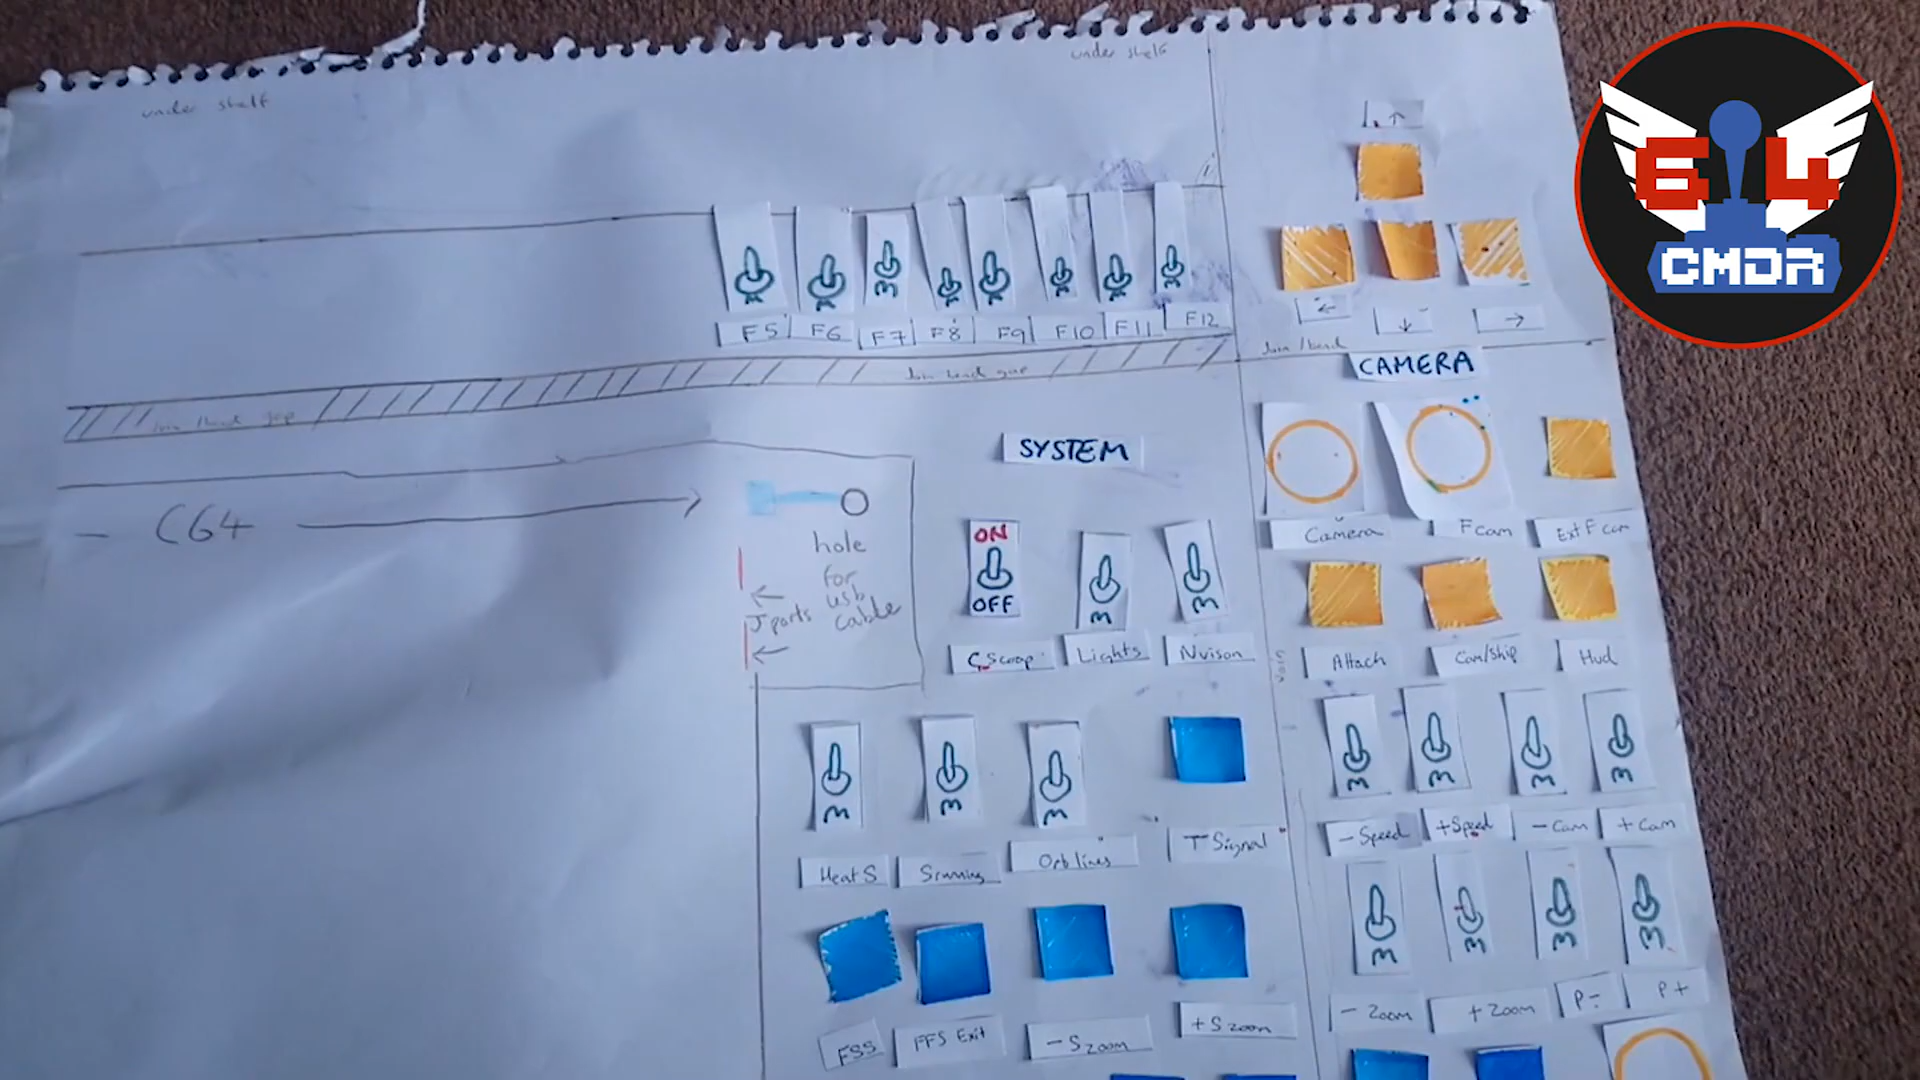 under shelf
under shelf
↑
64
CMDR
F5 F6 F7 F8 F9 F10 F11 F12
← ↓ →
CAMERA
SYSTEM
- C64
hole
for
usb
cable
J ports
ON
OFF
Camera Fcam Ext F cam
C Scoop Lights Nvison
Attach Cam/Ship Hud
- Speed +Speed - Cam + Cam
HeatS Orb lines T Signal
- Zoom + Zoom P- P+
FSS FFS Exit - S zoom + S zoom